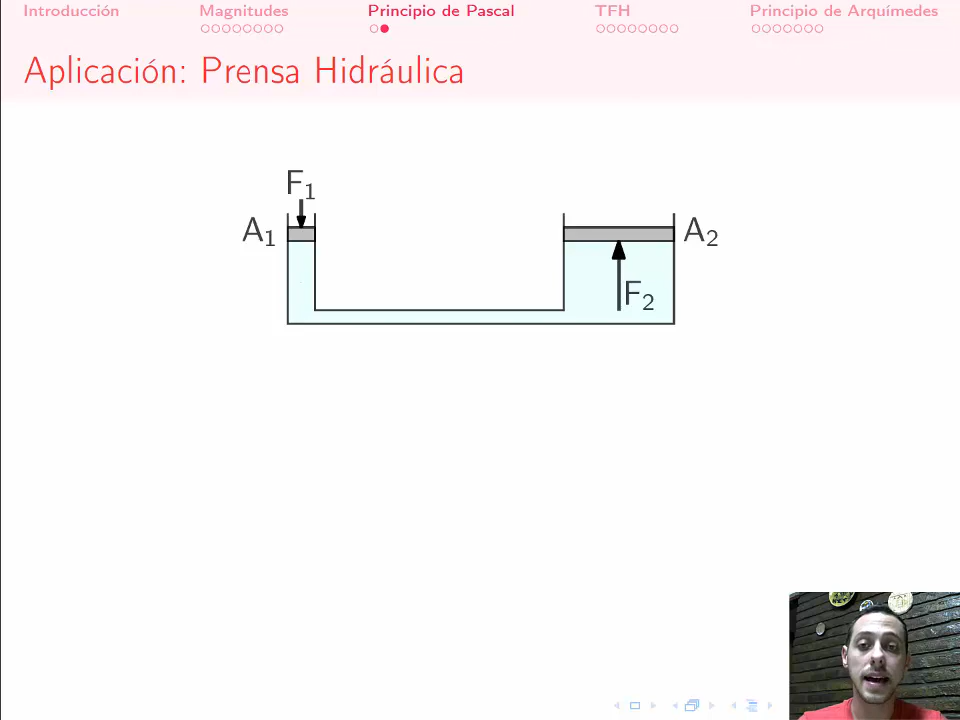 Introducción Magnitudes Principio de Pascal TFH Principio de Arquímedes
Aplicación: Prensa Hidráulica
F₁
A₁ A₂
F₂